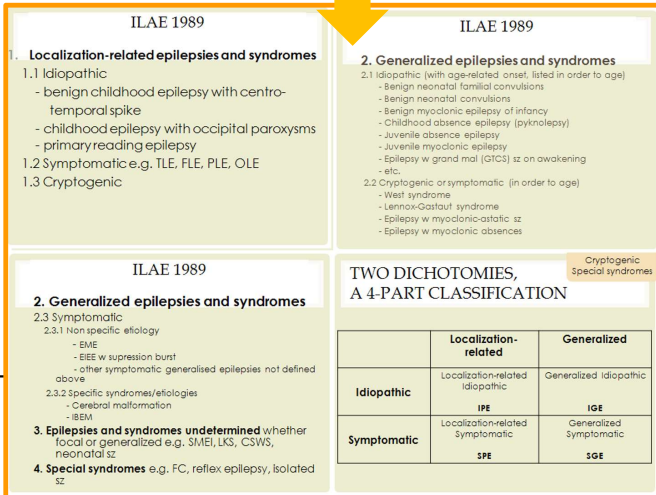 ILAE 1989
1. Localization-related epilepsies and syndromes
1.1 Idiopathic
- benign childhood epilepsy with centro-
temporal spike
- childhood epilepsy with occipital paroxysms
- primary reading epilepsy
1.2 Symptomatic e.g. TLE, FLE, PLE, OLE
1.3 Cryptogenic
ILAE 1989
2. Generalized epilepsies and syndromes
2.1 Idiopathic (with age-related onset, listed in order to age)
- Benign neonatal familial convulsions
- Benign neonatal convulsions
- Benign myoclonic epilepsy of infancy
- Childhood absence epilepsy (pyknolepsy)
- Juvenile absence epilepsy
- Juvenile myoclonic epilepsy
- Epilepsy w grand mal (GTCS) sz on awakening
- etc.
2.2 Cryptogenic or symptomatic (in order to age)
- West syndrome
- Lennox-Gastaut syndrome
- Epilepsy w myoclonic-astatic sz
- Epilepsy w myoclonic absences
ILAE 1989
2. Generalized epilepsies and syndromes
2.3 Symptomatic
2.3.1 Non specific etiology
- EME
- EIEE w supression burst
- other symptomatic generalised epilepsies not defined
above
2.3.2 Specific syndromes/etiologies
- Cerebral malformation
- IBEM
3. Epilepsies and syndromes undetermined whether
focal or generalized e.g. SMEI, LKS, CSWS,
neonatal sz
4. Special syndromes e.g. FC, reflex epilepsy, isolated
sz
Cryptogenic
Special syndromes
TWO DICHOTOMIES,
A 4-PART CLASSIFICATION
Localization-related Generalized
Idiopathic Localization-related Idiopathic IPE Generalized Idiopathic IGE
Symptomatic Localization-related Symptomatic SPE Generalized Symptomatic SGE